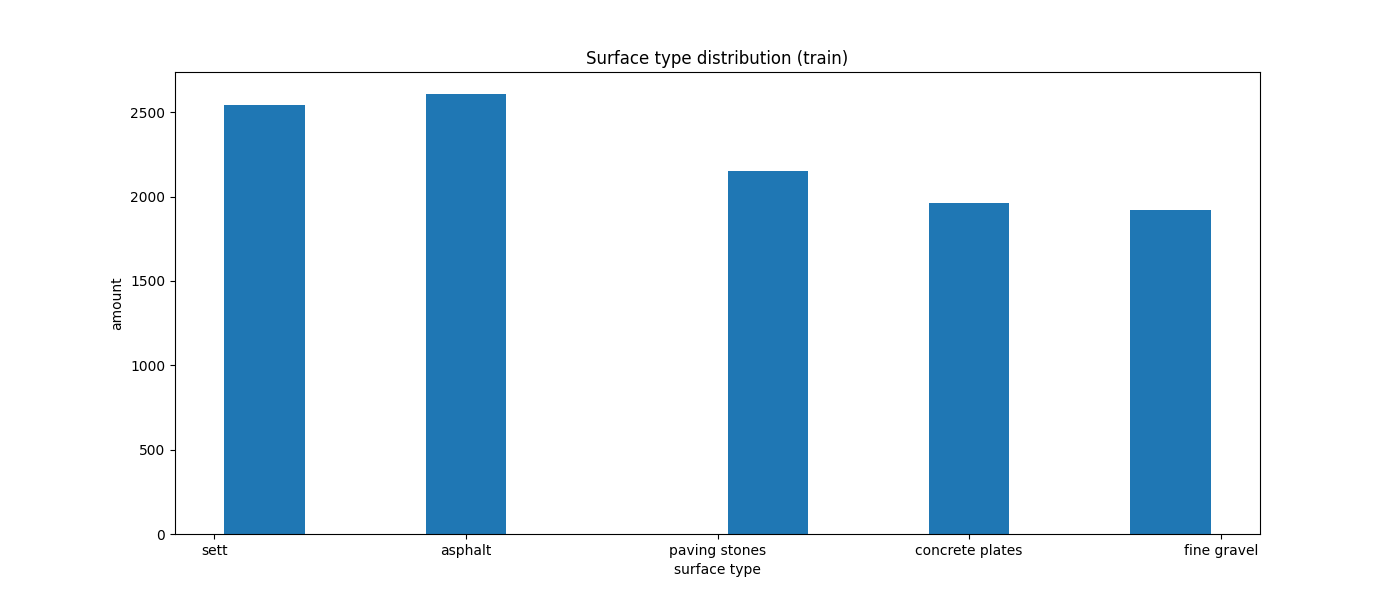 Surface type distribution (train)
2500
2000
1500
1000
500
0
amount
sett asphalt paving stones concrete plates fine gravel
surface type